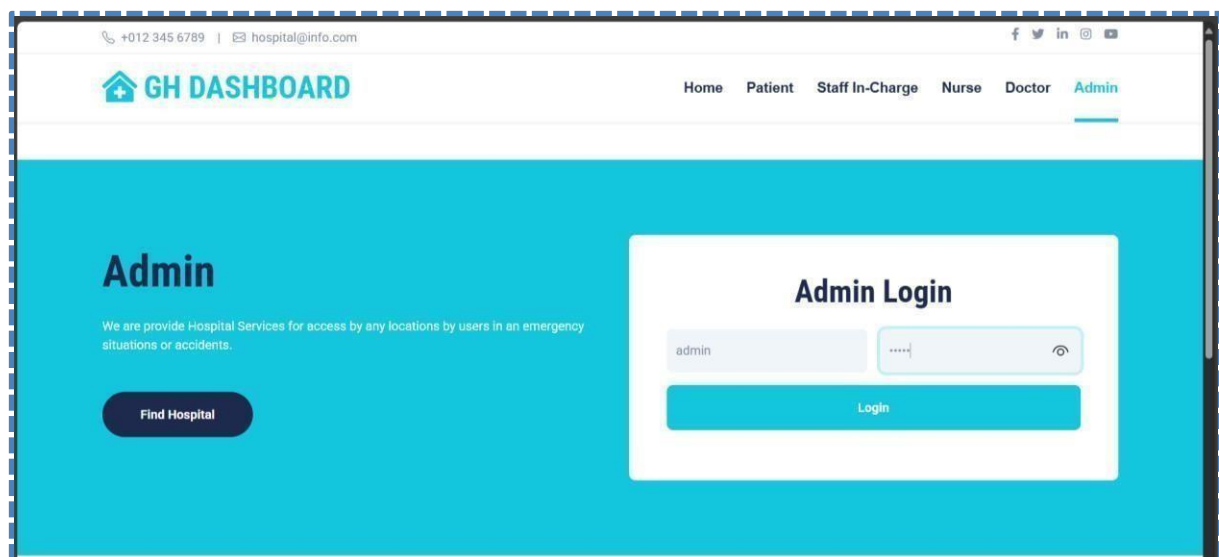 +012 345 6789 | hospital@info.com
GH DASHBOARD
Home Patient Staff In-Charge Nurse Doctor Admin
Admin
We are provide Hospital Services for access by any locations by users in an emergency
situations or accidents.
Find Hospital
Admin Login
admin •••••
Login